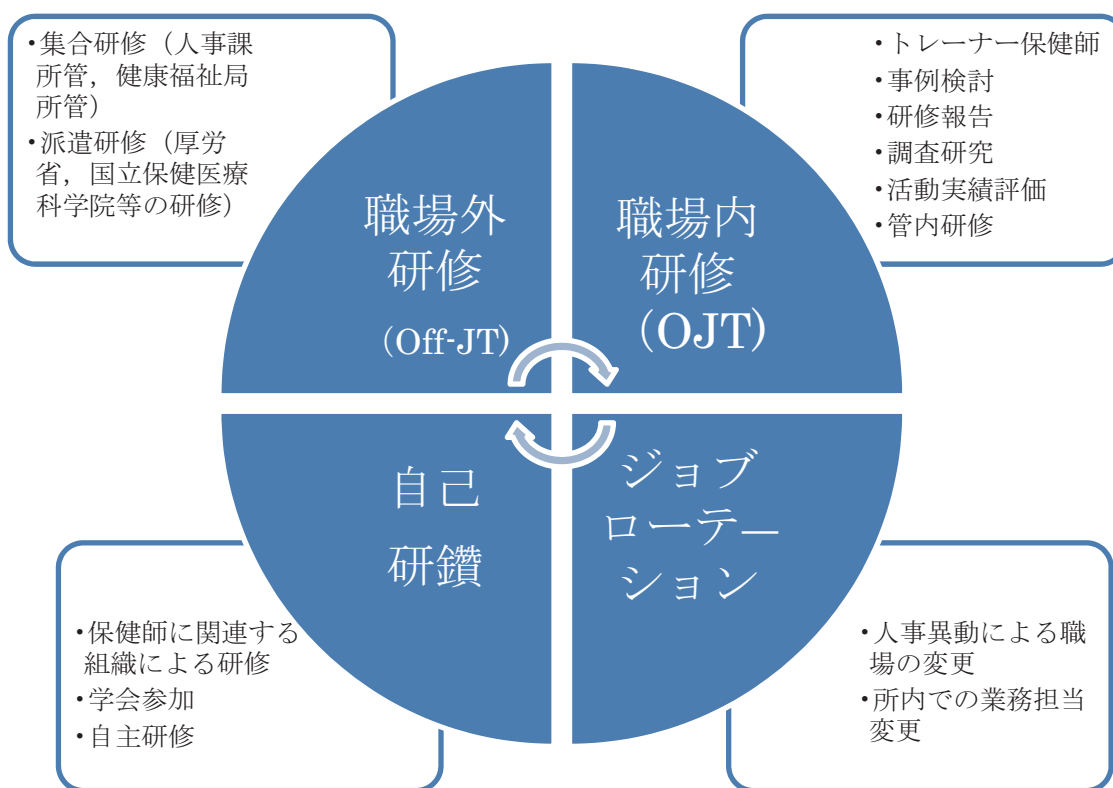 ・集合研修（人事課
所管，健康福祉局
所管）
・派遣研修（厚労
省，国立保健医療
科学院等の研修）
職場外
研修
（Off-JT）
・トレーナー保健師
・事例検討
・研修報告
・調査研究
・活動実績評価
・管内研修
職場内
研修
（OJT）
自己
研鑽
・保健師に関連する
組織による研修
・学会参加
・自主研修
ジョブ
ローテー
ション
・人事異動による職
場の変更
・所内での業務担当
変更